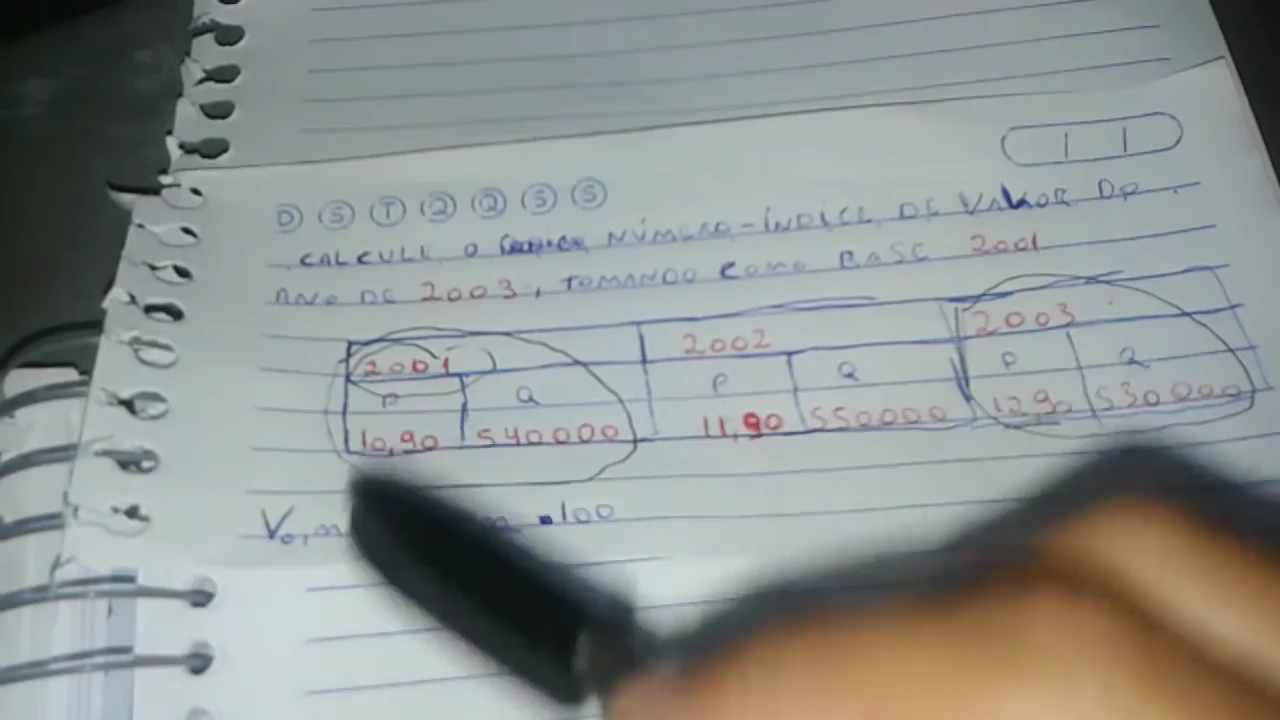 D S T Q Q S S
CALCULE O NÚMERO-ÍNDICE DE VALOR DO
ANO DE 2003, TOMANDO COMO BASE 2001
2001 2002 2003
P Q P Q P Q
10,90 540000 11,90 550000 12,90 530000
V₀,ₙ .100